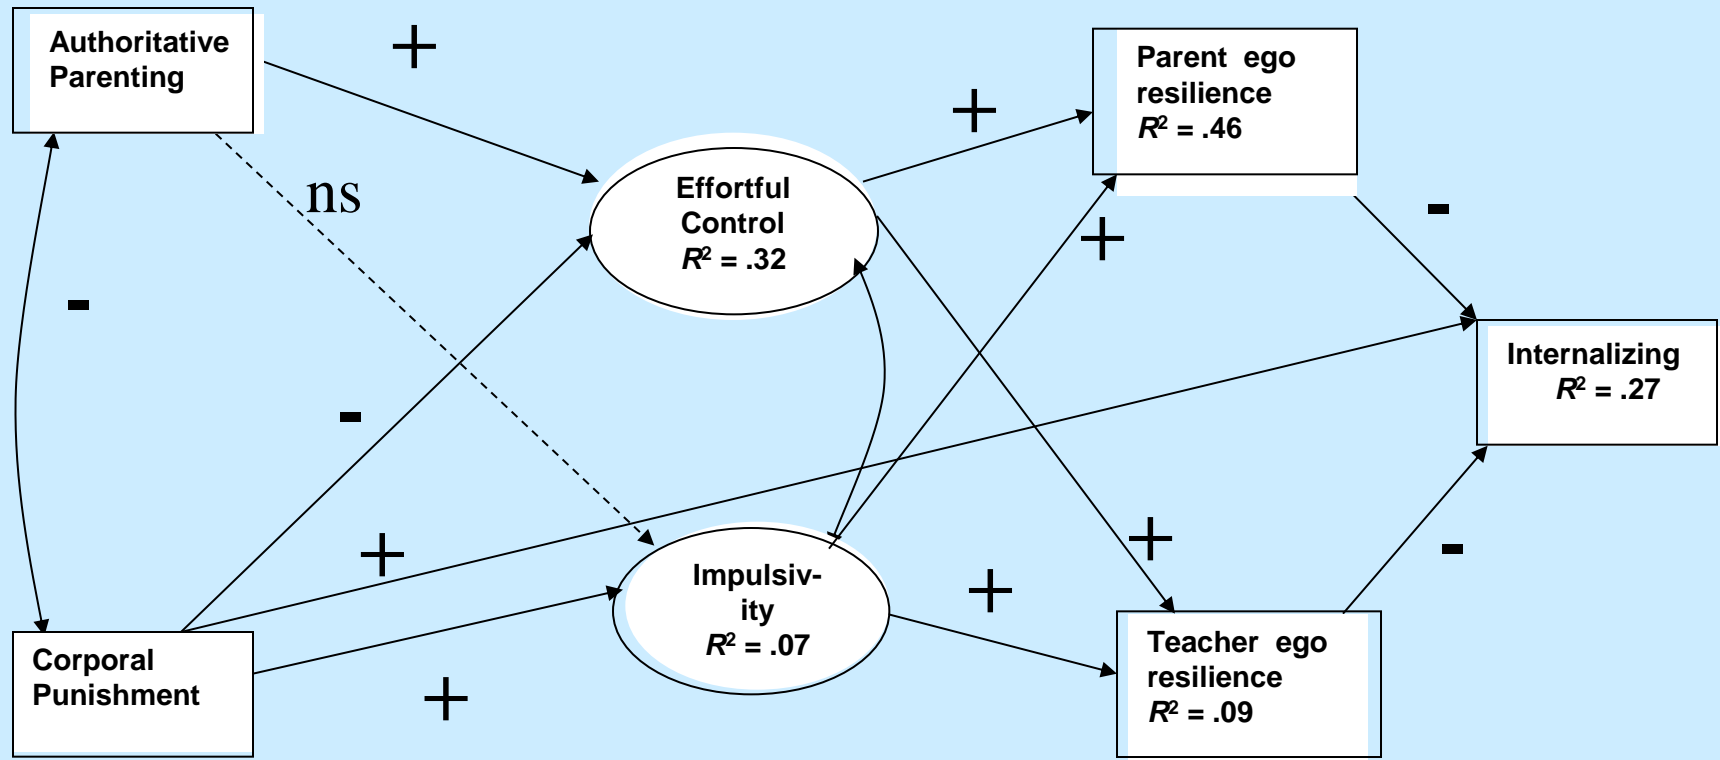 Authoritative
Parenting
+
+
Parent ego
resilience
R² = .46
ns
Effortful
Control
R² = .32
-
+
-
Internalizing
R² = .27
-
+
+
-
Impulsiv-
ity
R² = .07
+
+
Corporal
Punishment
Teacher ego
resilience
R² = .09